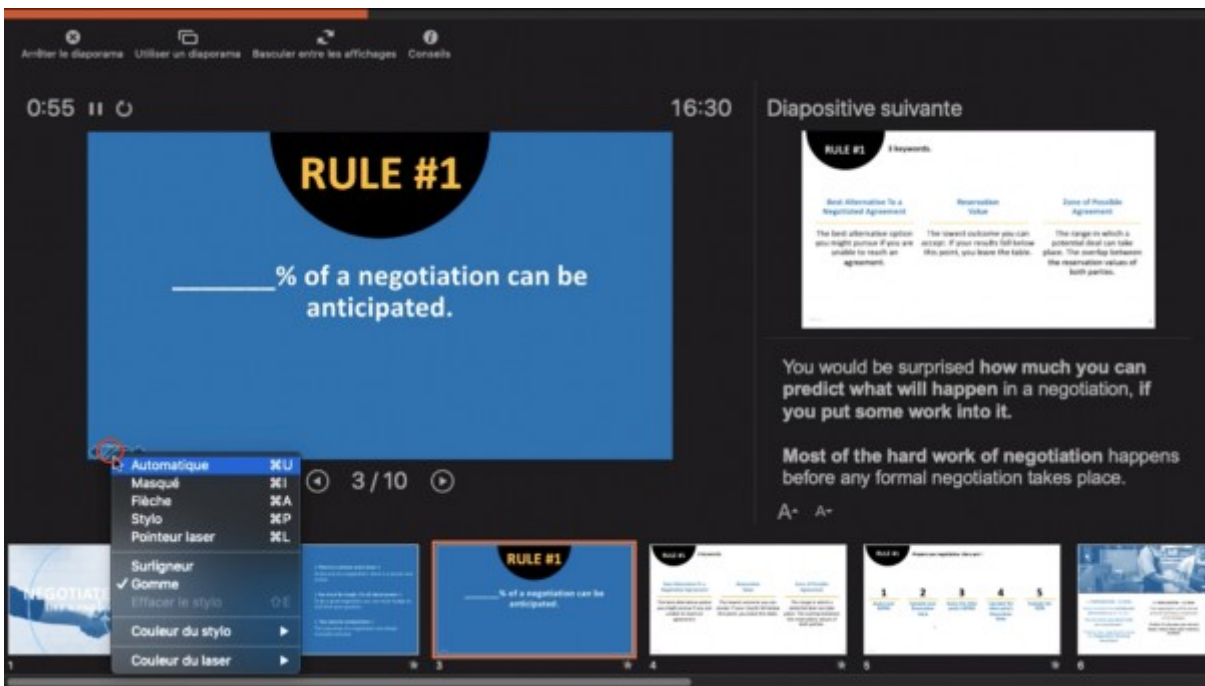 Arrêter le diaporama Utiliser un diaporama Basculer entre les affichages Conseils
0:55
16:30
Diapositive suivante
RULE #1
_______% of a negotiation can be
anticipated.
RULE #1
3 keywords.
Best Alternative To a
Negotiated Agreement
The best alternative option
you might pursue if you are
unable to reach an
agreement.
Reservation
Value
The lowest outcome you can
accept. If your results fall below
this point, you leave the table.
Zone of Possible
Agreement
The range in which a
potential deal can take
place. The overlap between
the reservation values of
both parties.
You would be surprised how much you can
predict what will happen in a negotiation, if
you put some work into it.
Most of the hard work of negotiation happens
before any formal negotiation takes place.
A A
3 / 10
Automatique ⌘U
Masqué ⌘I
Flèche ⌘A
Stylo ⌘P
Pointeur laser ⌘L
Surligneur
✓ Gomme
Effacer le stylo ⇧E
Couleur du stylo
Couleur du laser
NEGOTIATE
1
RULE #1
_______% of a negotiation can be
anticipated.
3
RULE #1
4
RULE #1
1 2 3 4 5
5
6